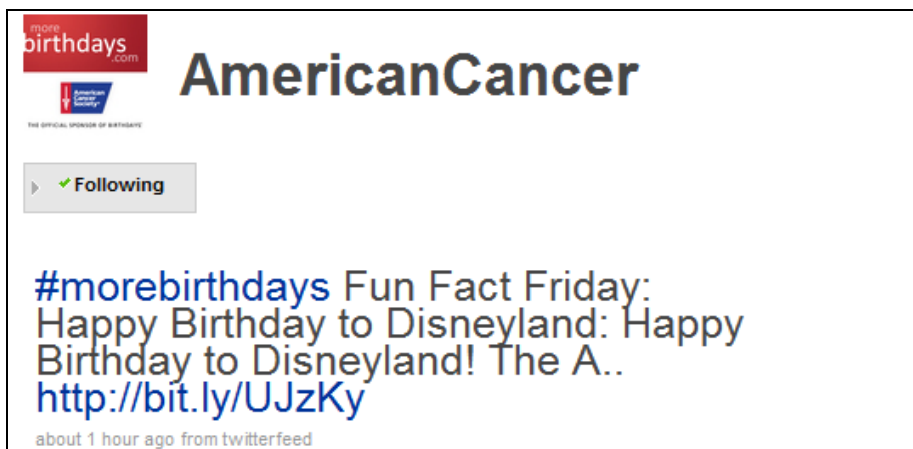 more
birthdays
.com
American
Cancer
Society
THE OFFICIAL SPONSOR OF BIRTHDAYS
AmericanCancer
Following
#morebirthdays Fun Fact Friday:
Happy Birthday to Disneyland: Happy
Birthday to Disneyland! The A..
http://bit.ly/UJzKy
about 1 hour ago from twitterfeed